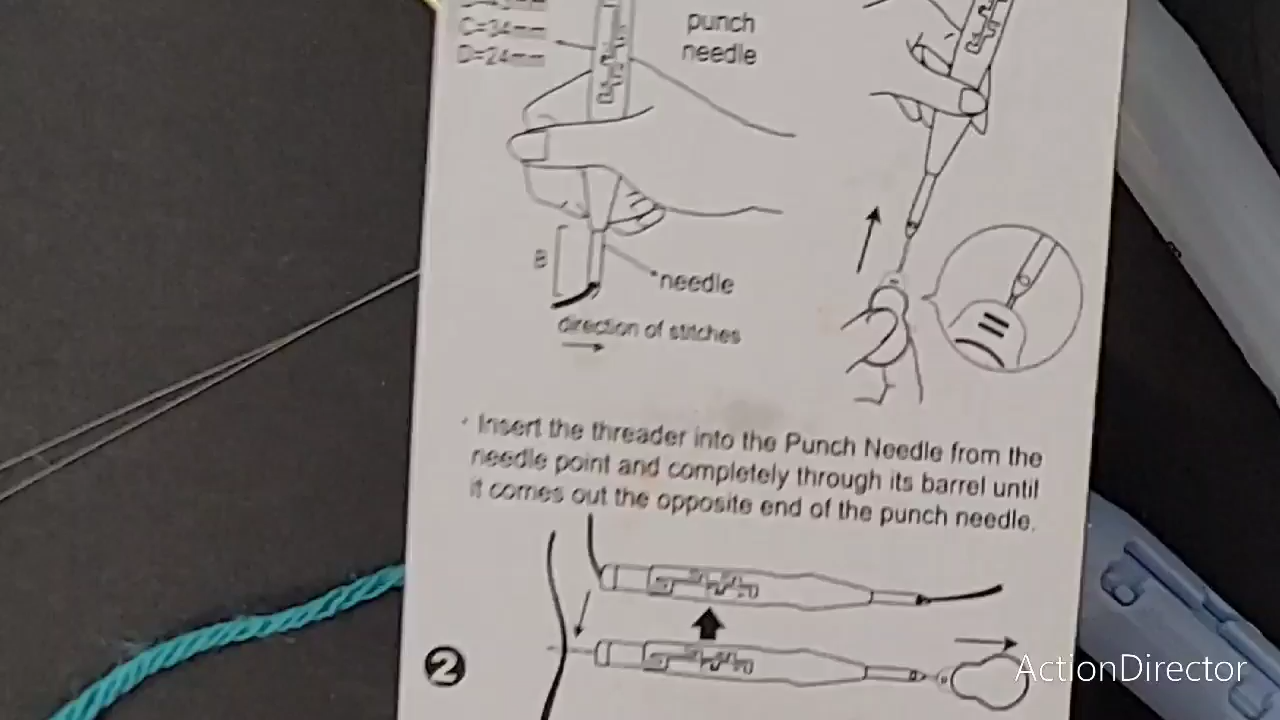 C=34mm
D=24mm
punch
needle
B
needle
direction of stitches
· Insert the threader into the Punch Needle from the
needle point and completely through its barrel until
it comes out the opposite end of the punch needle.
2
ActionDirector